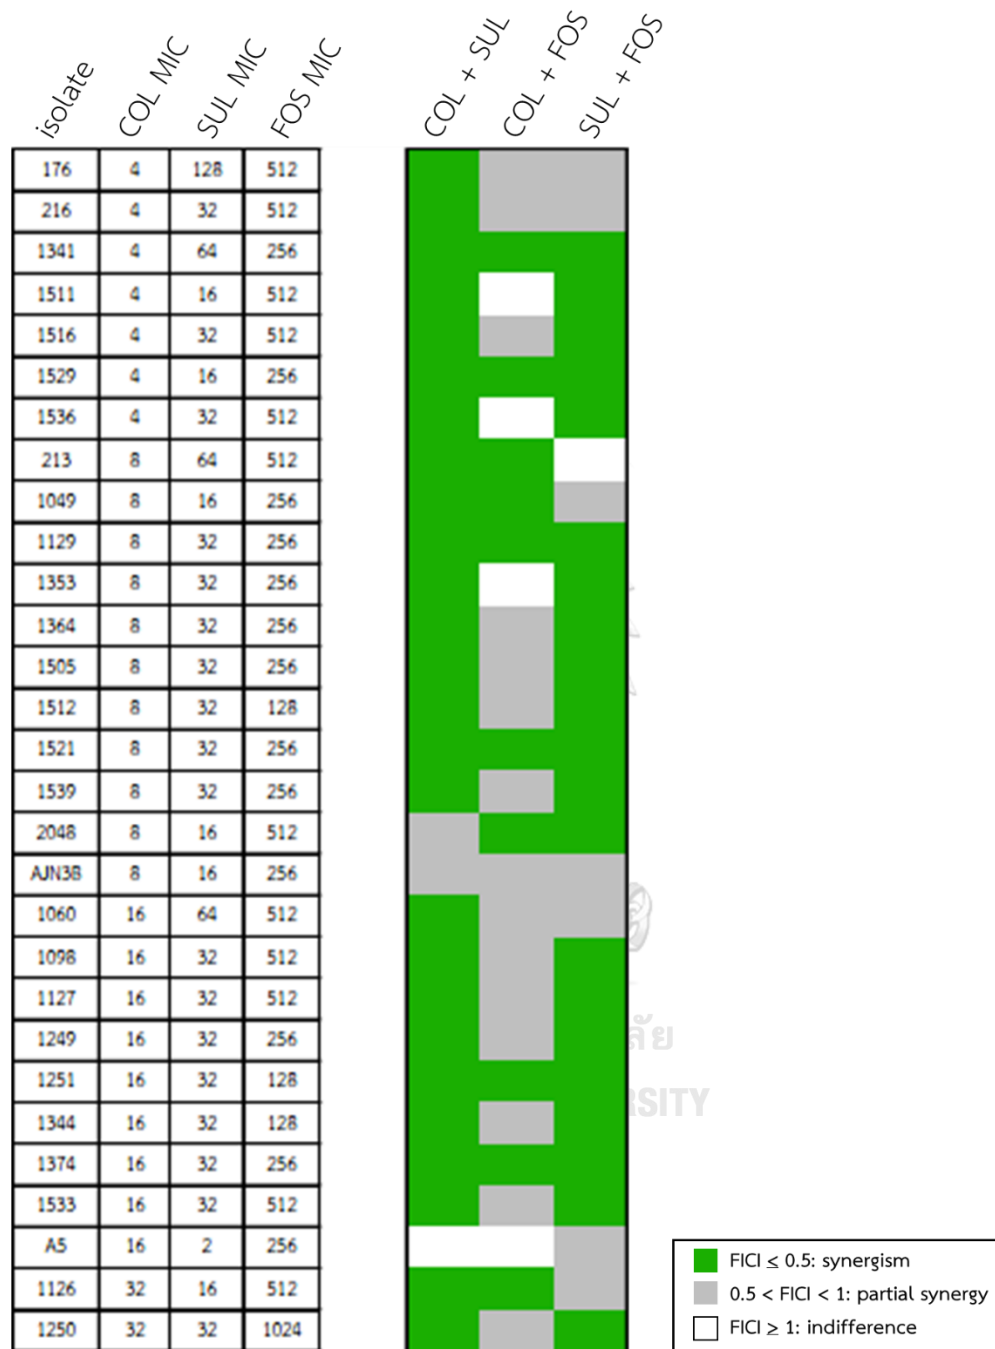 isolate COL MIC SUL MIC FOS MIC COL + SUL COL + FOS SUL + FOS
176 4 128 512
216 4 32 512
1341 4 64 256
1511 4 16 512
1516 4 32 512
1529 4 16 256
1536 4 32 512
213 8 64 512
1049 8 16 256
1129 8 32 256
1353 8 32 256
1364 8 32 256
1505 8 32 256
1512 8 32 128
1521 8 32 256
1539 8 32 256
2048 8 16 512
AJN3B 8 16 256
1060 16 64 512
1098 16 32 512
1127 16 32 512
1249 16 32 256
ลัย
1251 16 32 128
RSITY
1344 16 32 128
1374 16 32 256
1533 16 32 512
A5 16 2 256
1126 32 16 512
1250 32 32 1024
FICI ≤ 0.5: synergism
0.5 < FICI < 1: partial synergy
FICI ≥ 1: indifference